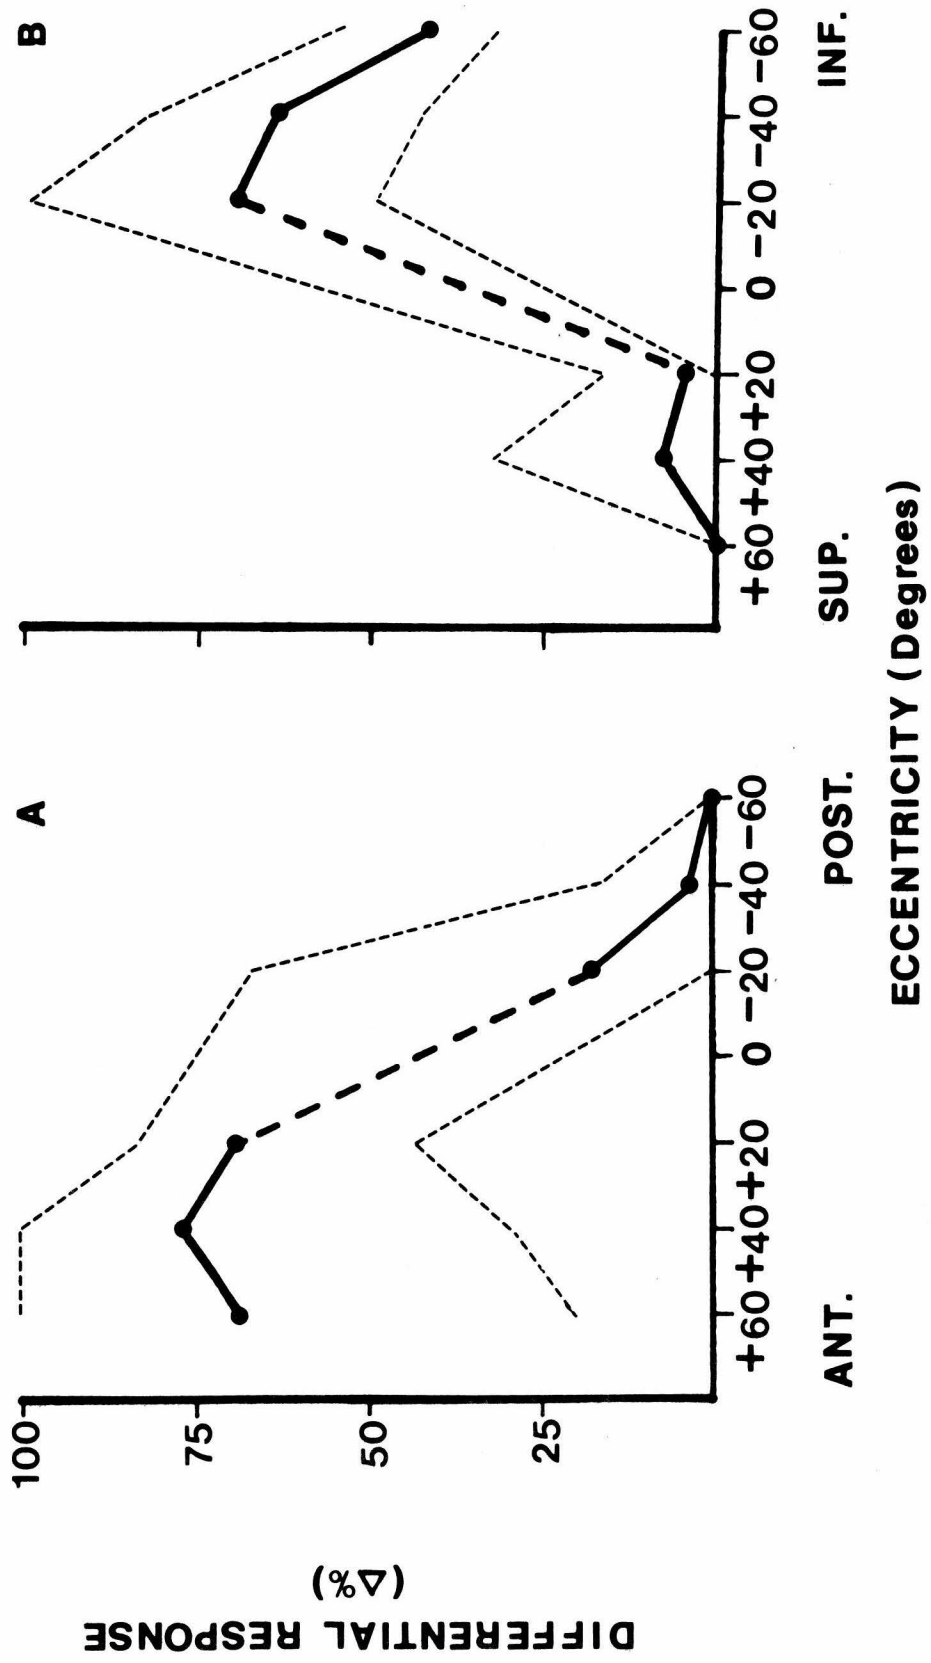 A
B
100
75
50
25
DIFFERENTIAL RESPONSE
(Δ%)
+60 +40 +20 0 −20 −40 −60
+60 +40 +20 0 −20 −40 −60
ANT. POST.
SUP. INF.
ECCENTRICITY (Degrees)